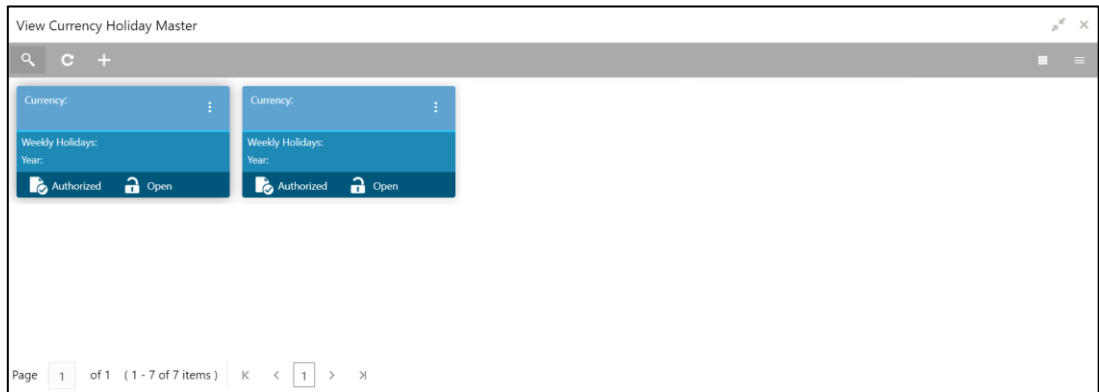 View Currency Holiday Master
Currency: Currency:
Weekly Holidays: Weekly Holidays:
Year: Year:
Authorized Open Authorized Open
Page 1 of 1 ( 1 - 7 of 7 items ) 1